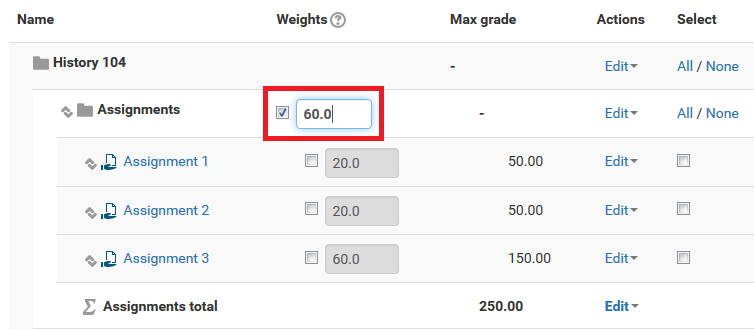 Name Weights ? Max grade Actions Select
History 104 - Edit All / None
Assignments 60.0 - Edit All / None
Assignment 1 20.0 50.00 Edit
Assignment 2 20.0 50.00 Edit
Assignment 3 60.0 150.00 Edit
Σ Assignments total 250.00 Edit